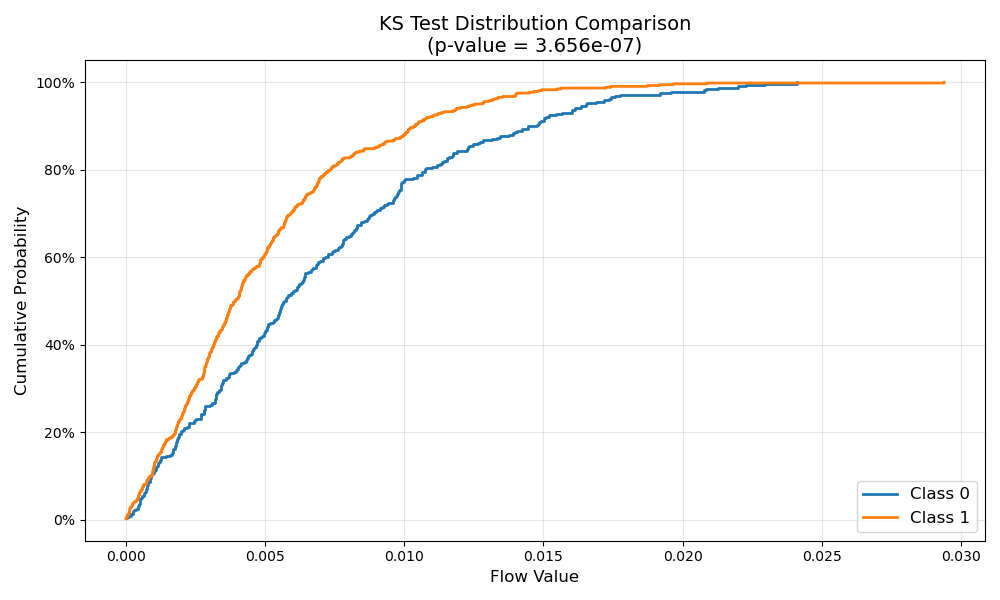 KS Test Distribution Comparison
(p-value = 3.656e-07)
Cumulative Probability
100%
80%
60%
40%
20%
0%
0.000 0.005 0.010 0.015 0.020 0.025 0.030
Flow Value
Class 0
Class 1